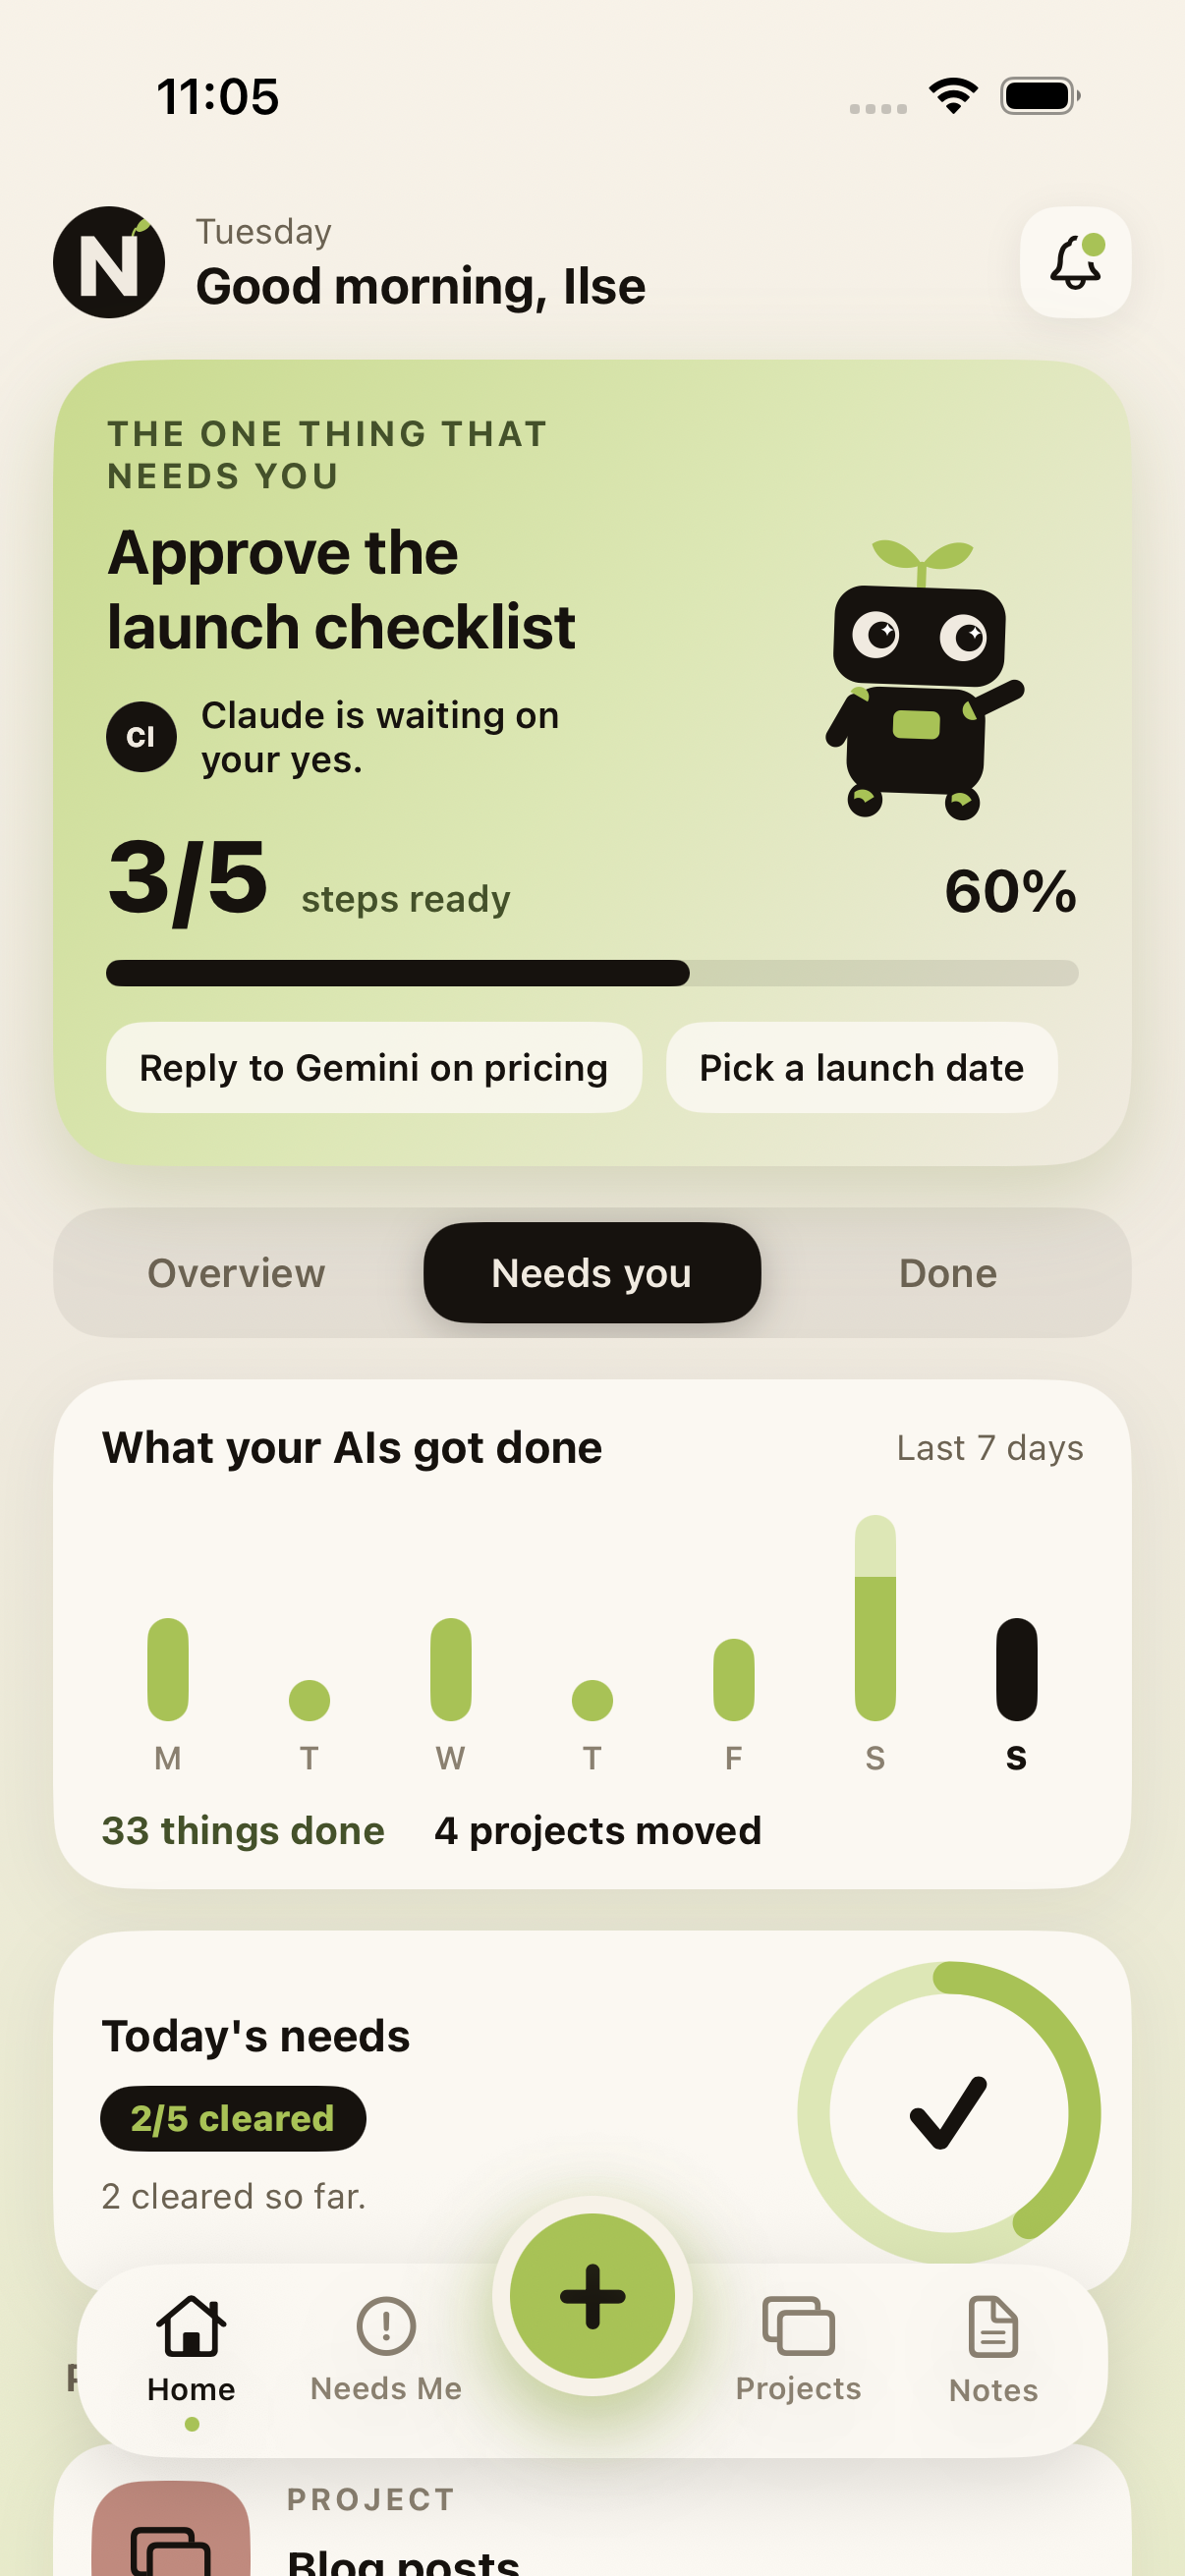 11:05
N
Tuesday
Good morning, Ilse
THE ONE THING THAT
NEEDS YOU
Approve the
launch checklist
Cl
Claude is waiting on
your yes.
3/5 steps ready
60%
Reply to Gemini on pricing
Pick a launch date
Overview
Needs you
Done
What your AIs got done
Last 7 days
M T W T F S S
33 things done
4 projects moved
Today's needs
2/5 cleared
2 cleared so far.
Home
Needs Me
Projects
Notes
PROJECT
Blog posts